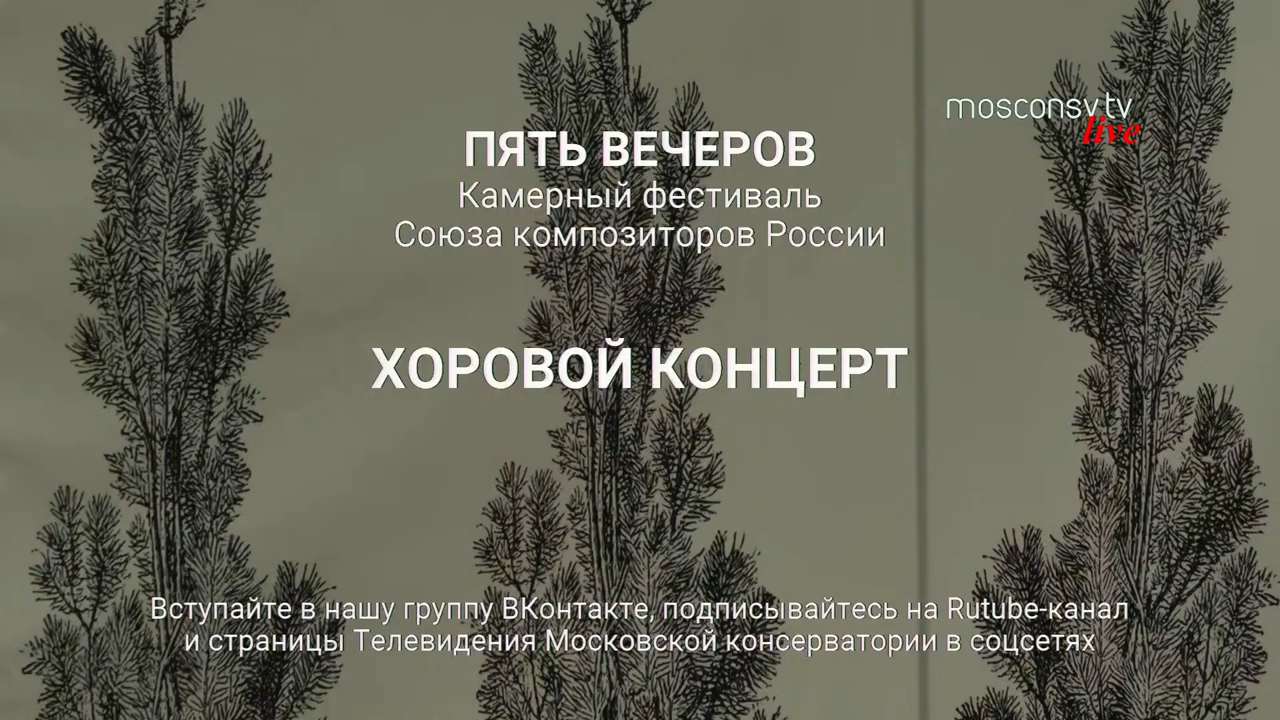 mosconsv.tv
live
ПЯТЬ ВЕЧЕРОВ
Камерный фестиваль
Союза композиторов России
ХОРОВОЙ КОНЦЕРТ
Вступайте в нашу группу ВКонтакте, подписывайтесь на Rutube-канал
и страницы Телевидения Московской консерватории в соцсетях